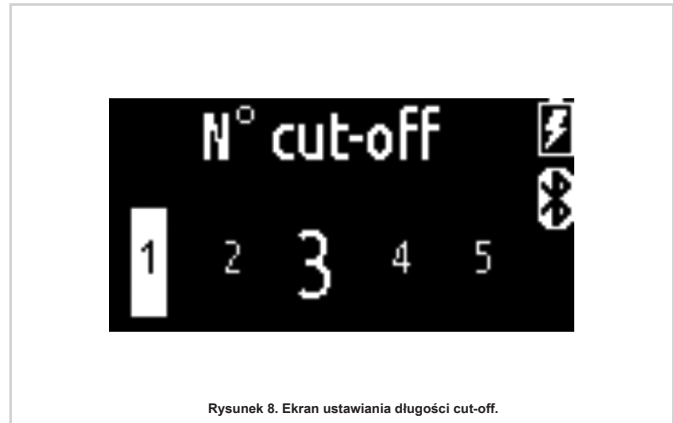 N° cut-off
1 2 3 4 5
Rysunek 8. Ekran ustawiania długości cut-off.